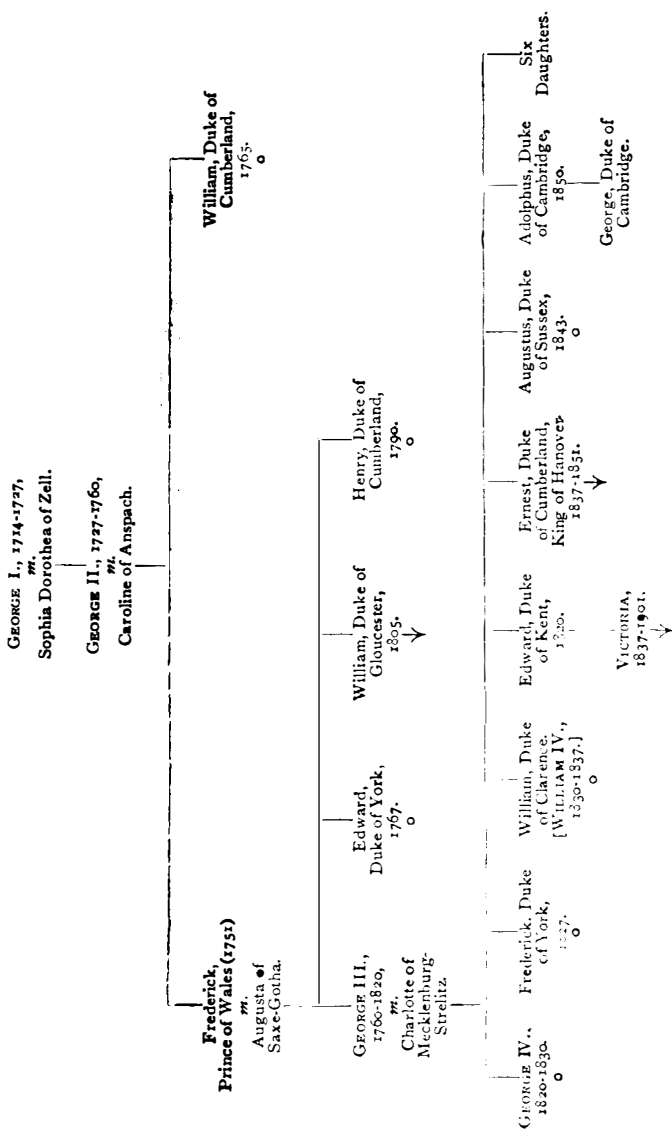 GEORGE I., 1714-1727,
m.
Sophia Dorothea of Zell.
GEORGE II., 1727-1760,
m.
Caroline of Anspach.
Frederick,
Prince of Wales (1751)
m.
Augusta of
Saxe-Gotha.
William, Duke of
Cumberland,
1765.
o
GEORGE III.,
1760-1820,
m.
Charlotte of
Mecklenburg-
Strelitz.
Edward,
Duke of York,
1767.
o
William, Duke of
Gloucester,
1805.
Henry, Duke of
Cumberland,
1790.
o
GEORGE IV.,
1820-1830.
o
Frederick, Duke
of York,
1827.
o
William, Duke
of Clarence.
[WILLIAM IV.,
1830-1837.]
o
Edward, Duke
of Kent,
1820.
VICTORIA,
1837-1901.
Ernest, Duke
of Cumberland,
King of Hanover
1837-1851.
Augustus, Duke
of Sussex,
1843.
o
Adolphus, Duke
of Cambridge,
1850.
George, Duke of
Cambridge.
Six
Daughters.